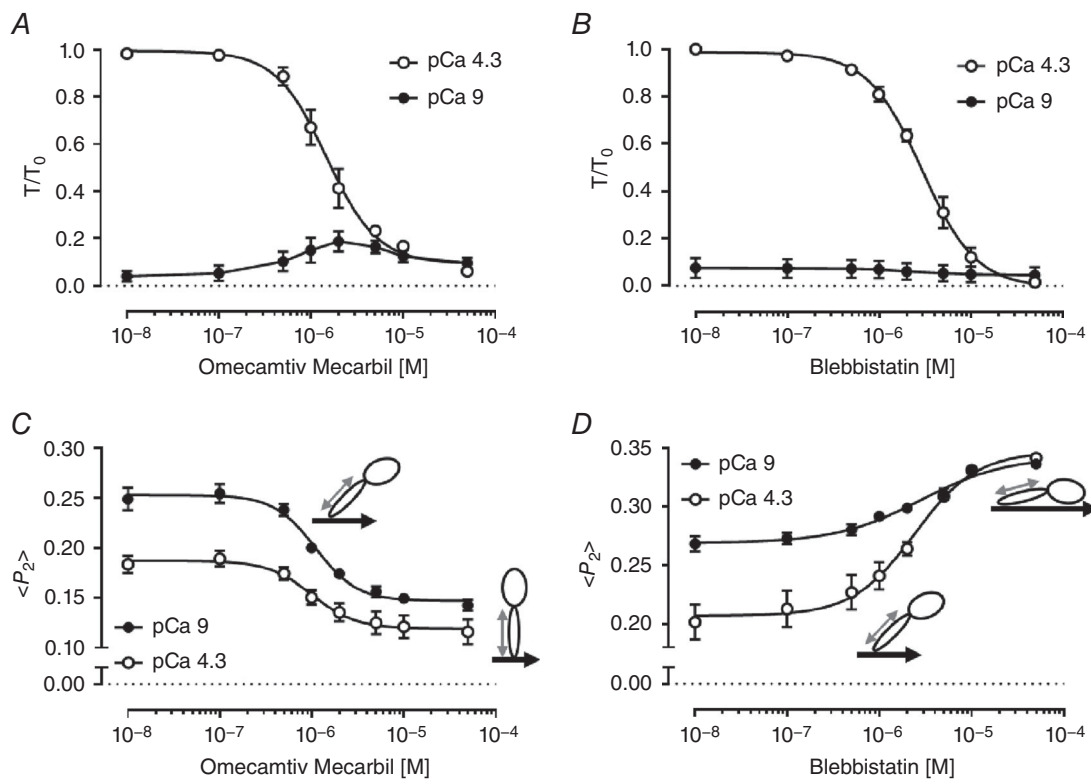 A
1.0
0.8
0.6
0.4
0.2
0.0
T/T₀
pCa 4.3
pCa 9
10⁻⁸ 10⁻⁷ 10⁻⁶ 10⁻⁵ 10⁻⁴
Omecamtiv Mecarbil [M]
B
1.0
0.8
0.6
0.4
0.2
0.0
T/T₀
pCa 4.3
pCa 9
10⁻⁸ 10⁻⁷ 10⁻⁶ 10⁻⁵ 10⁻⁴
Blebbistatin [M]
C
0.30
0.25
0.20
0.15
0.10
0.00
<P₂>
pCa 9
pCa 4.3
10⁻⁸ 10⁻⁷ 10⁻⁶ 10⁻⁵ 10⁻⁴
Omecamtiv Mecarbil [M]
D
0.35
0.30
0.25
0.20
0.00
<P₂>
pCa 9
pCa 4.3
10⁻⁸ 10⁻⁷ 10⁻⁶ 10⁻⁵ 10⁻⁴
Blebbistatin [M]